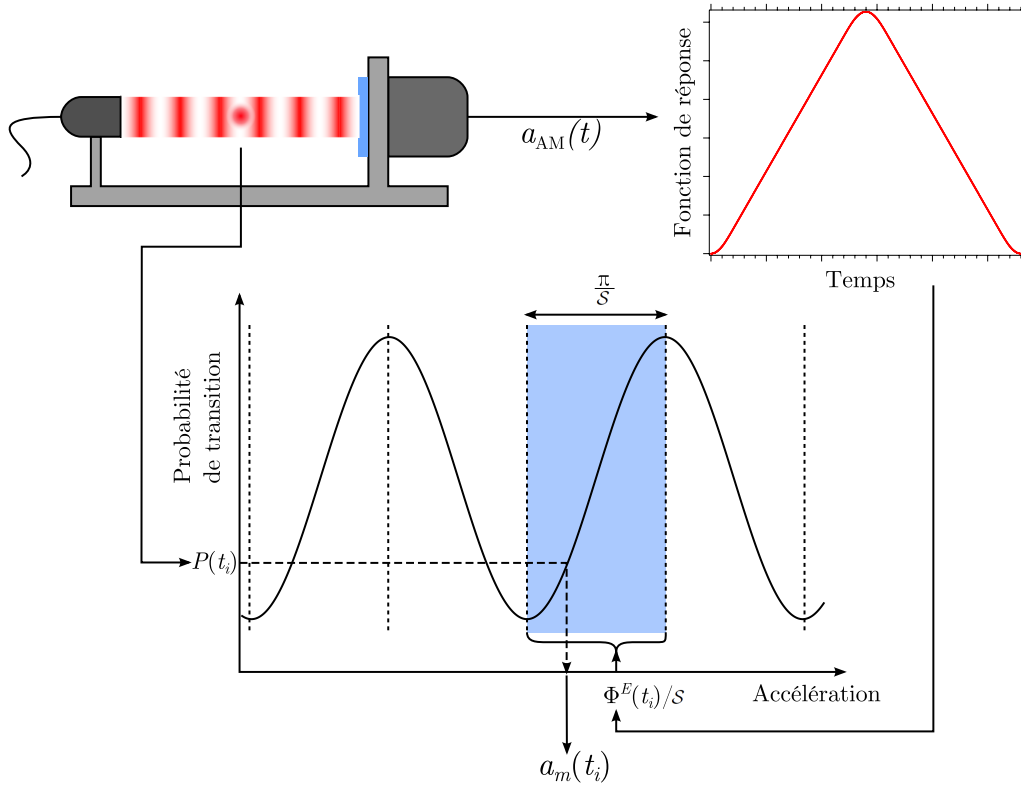 a_AM(t)
Fonction de réponse
Temps
π/𝒮
Probabilité
de transition
P(t_i)
Φ^E(t_i)/𝒮
Accélération
a_m(t_i)